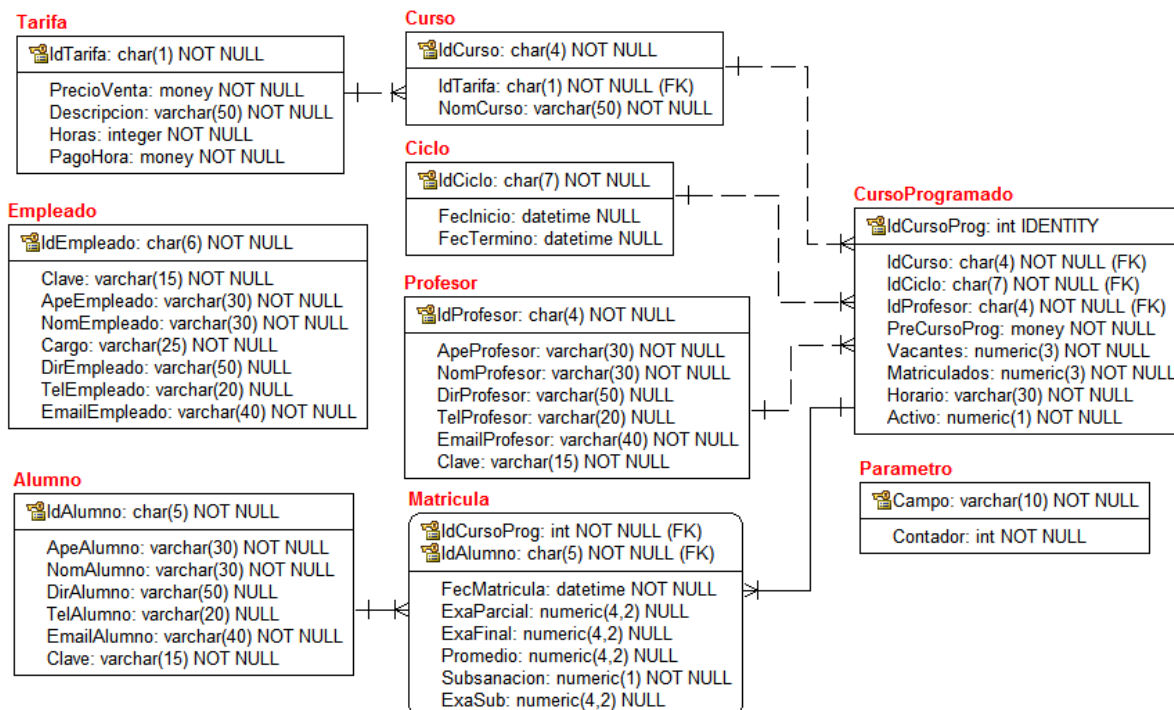 Tarifa
IdTarifa: char(1) NOT NULL
PrecioVenta: money NOT NULL
Descripcion: varchar(50) NOT NULL
Horas: integer NOT NULL
PagoHora: money NOT NULL
Curso
IdCurso: char(4) NOT NULL
IdTarifa: char(1) NOT NULL (FK)
NomCurso: varchar(50) NOT NULL
Ciclo
IdCiclo: char(7) NOT NULL
FecInicio: datetime NULL
FecTermino: datetime NULL
Empleado
IdEmpleado: char(6) NOT NULL
Clave: varchar(15) NOT NULL
ApeEmpleado: varchar(30) NOT NULL
NomEmpleado: varchar(30) NOT NULL
Cargo: varchar(25) NOT NULL
DirEmpleado: varchar(50) NULL
TelEmpleado: varchar(20) NULL
EmailEmpleado: varchar(40) NOT NULL
Profesor
IdProfesor: char(4) NOT NULL
ApeProfesor: varchar(30) NOT NULL
NomProfesor: varchar(30) NOT NULL
DirProfesor: varchar(50) NULL
TelProfesor: varchar(20) NULL
EmailProfesor: varchar(40) NOT NULL
Clave: varchar(15) NOT NULL
CursoProgramado
IdCursoProg: int IDENTITY
IdCurso: char(4) NOT NULL (FK)
IdCiclo: char(7) NOT NULL (FK)
IdProfesor: char(4) NOT NULL (FK)
PreCursoProg: money NOT NULL
Vacantes: numeric(3) NOT NULL
Matriculados: numeric(3) NOT NULL
Horario: varchar(30) NOT NULL
Activo: numeric(1) NOT NULL
Alumno
IdAlumno: char(5) NOT NULL
ApeAlumno: varchar(30) NOT NULL
NomAlumno: varchar(30) NOT NULL
DirAlumno: varchar(50) NULL
TelAlumno: varchar(20) NULL
EmailAlumno: varchar(40) NOT NULL
Clave: varchar(15) NOT NULL
Matricula
IdCursoProg: int NOT NULL (FK)
IdAlumno: char(5) NOT NULL (FK)
FecMatricula: datetime NOT NULL
ExaParcial: numeric(4,2) NULL
ExaFinal: numeric(4,2) NULL
Promedio: numeric(4,2) NULL
Subsanacion: numeric(1) NOT NULL
ExaSub: numeric(4,2) NULL
Parametro
Campo: varchar(10) NOT NULL
Contador: int NOT NULL